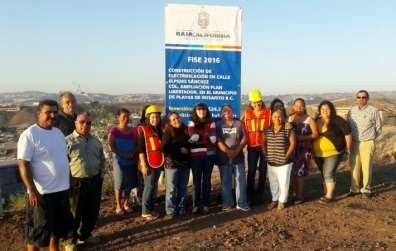 BAJA CALIFORNIA
FISE 2016
CONSTRUCCIÓN DE
ELECTRIFICACIÓN EN CALLE
ELPIDIO SÁNCHEZ
COL. AMPLIACIÓN PLAN
LIBERTADOR, EN EL MUNICIPIO
DE PLAYAS DE ROSARITO B.C.
Inversión: